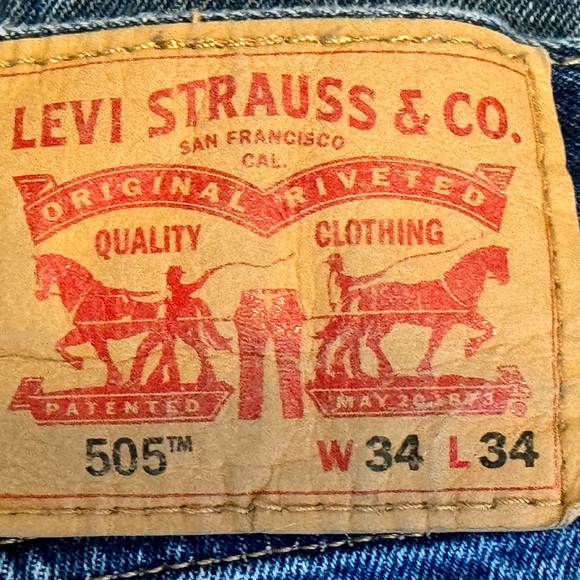 LEVI STRAUSS & CO.
SAN FRANCISCO
CAL.
ORIGINAL RIVETED
QUALITY CLOTHING
PATENTED MAY 20 1873
505™ W 34 L 34